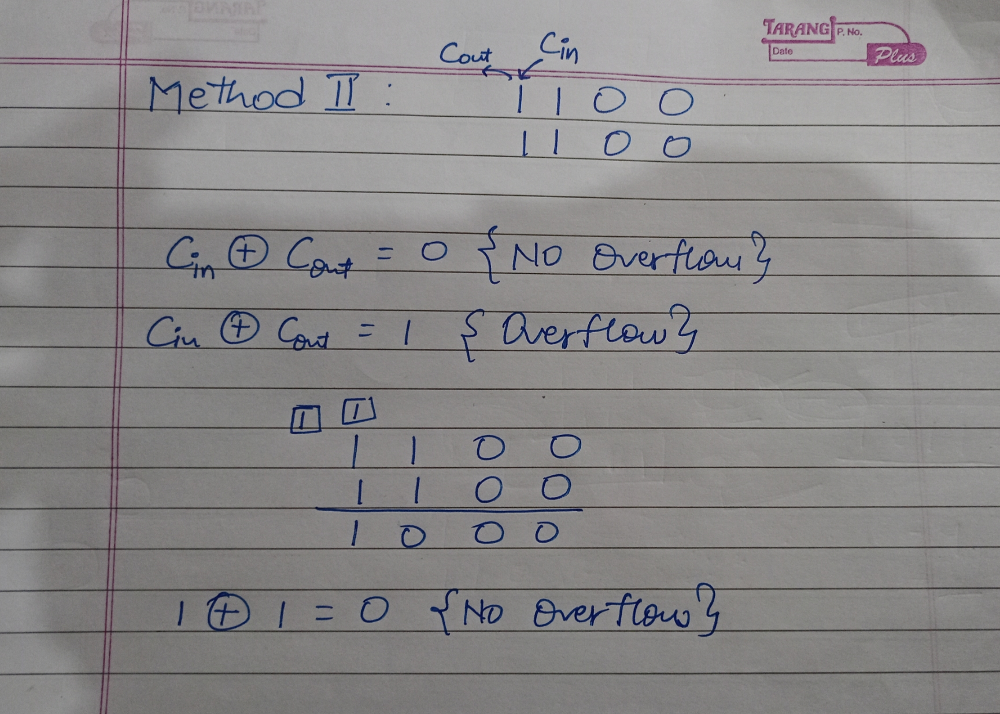 TARANG P. No.
Date Plus
Cout Cin
Method II : 1 1 0 0
1 1 0 0
Cin ⊕ Cout = 0 {NO Overflow}
Cin ⊕ Cout = 1 {Overflow}
1 1
1 1 0 0
1 1 0 0
1 0 0 0
1 ⊕ 1 = 0 {No Overflow}